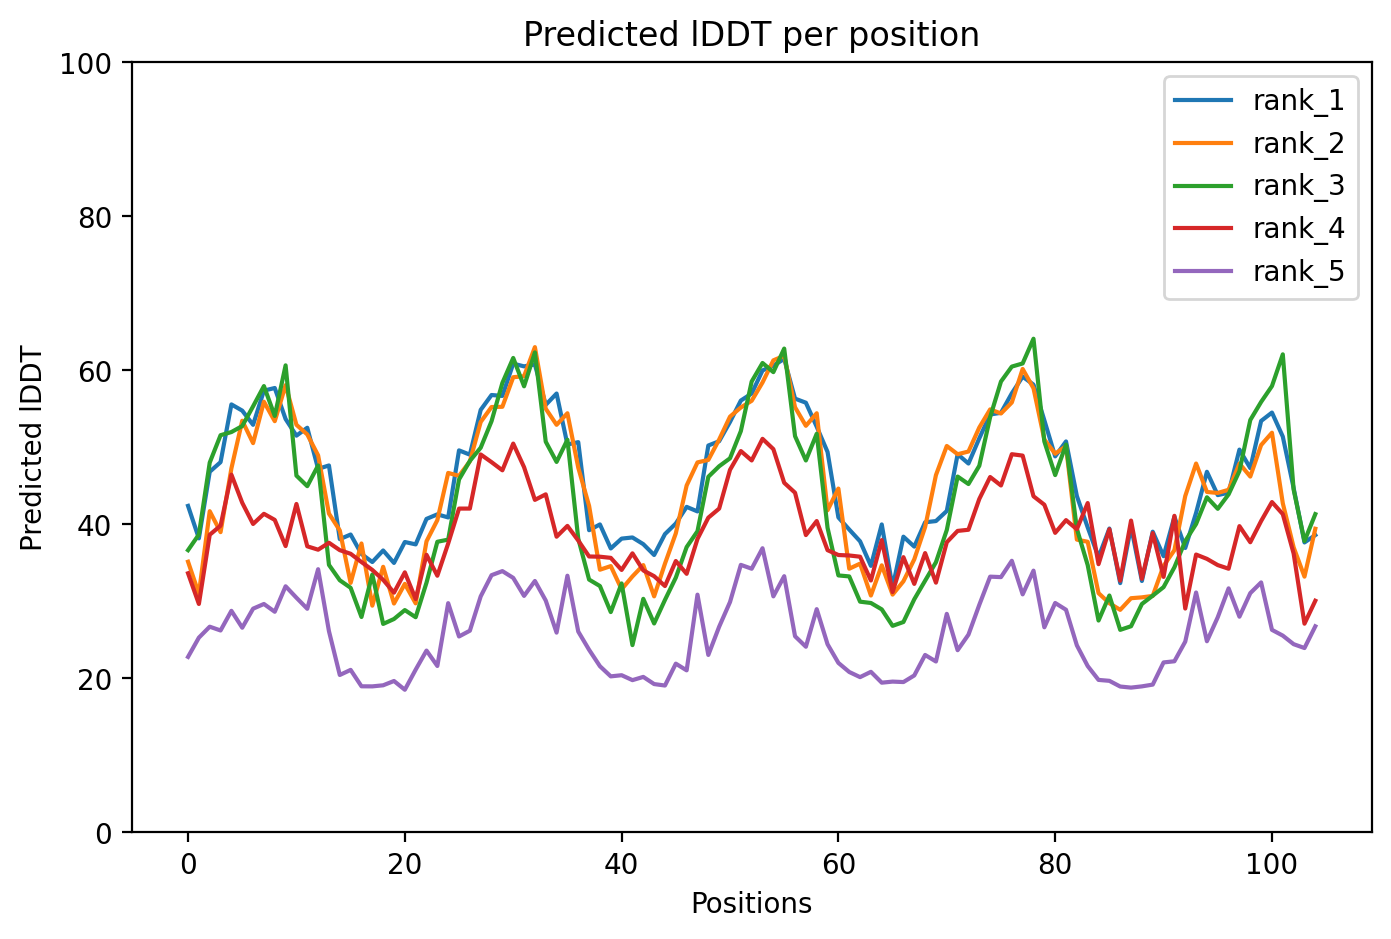 Predicted lDDT per position
100
80
60
40
20
0
Predicted lDDT
0 20 40 60 80 100
Positions
rank_1
rank_2
rank_3
rank_4
rank_5